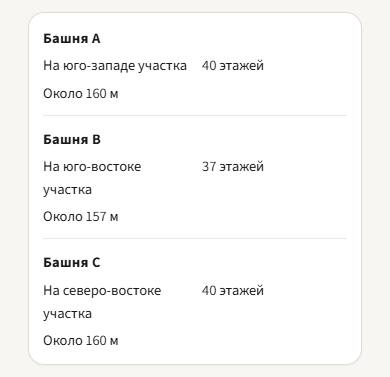 Башня A
На юго-западе участка 40 этажей
Около 160 м
Башня B
На юго-востоке 37 этажей
участка
Около 157 м
Башня C
На северо-востоке 40 этажей
участка
Около 160 м